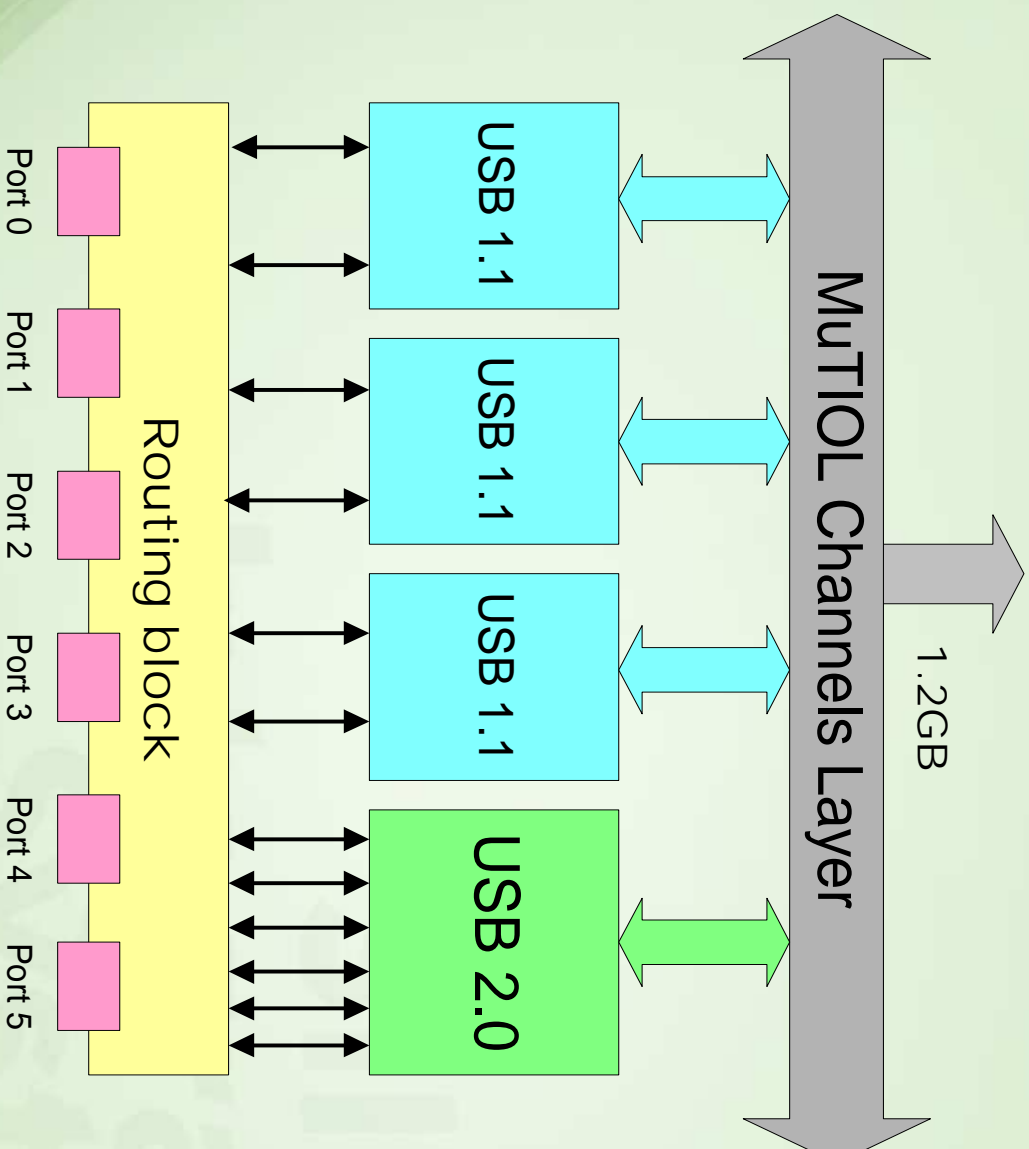 1.2GB
MuTIOL Channels Layer
USB 1.1
USB 1.1
USB 1.1
USB 2.0
Routing block
Port 0
Port 1
Port 2
Port 3
Port 4
Port 5